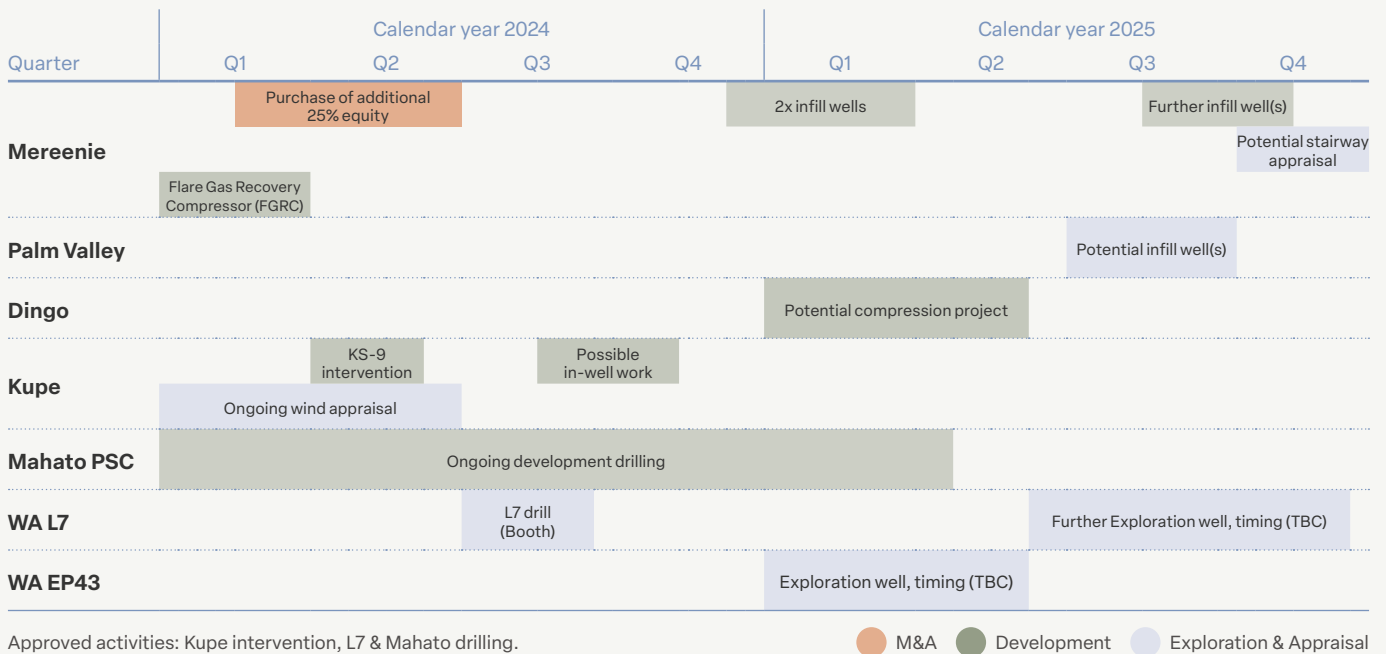 Calendar year 2024
Calendar year 2025
Quarter
Q1
Q2
Q3
Q4
Q1
Q2
Q3
Q4
Mereenie
Purchase of additional
25% equity
2x infill wells
Further infill well(s)
Potential stairway
appraisal
Flare Gas Recovery
Compressor (FGRC)
Palm Valley
Potential infill well(s)
Dingo
Potential compression project
Kupe
KS-9
intervention
Possible
in-well work
Ongoing wind appraisal
Mahato PSC
Ongoing development drilling
WA L7
L7 drill
(Booth)
Further Exploration well, timing (TBC)
WA EP43
Exploration well, timing (TBC)
Approved activities: Kupe intervention, L7 & Mahato drilling.
M&A
Development
Exploration & Appraisal